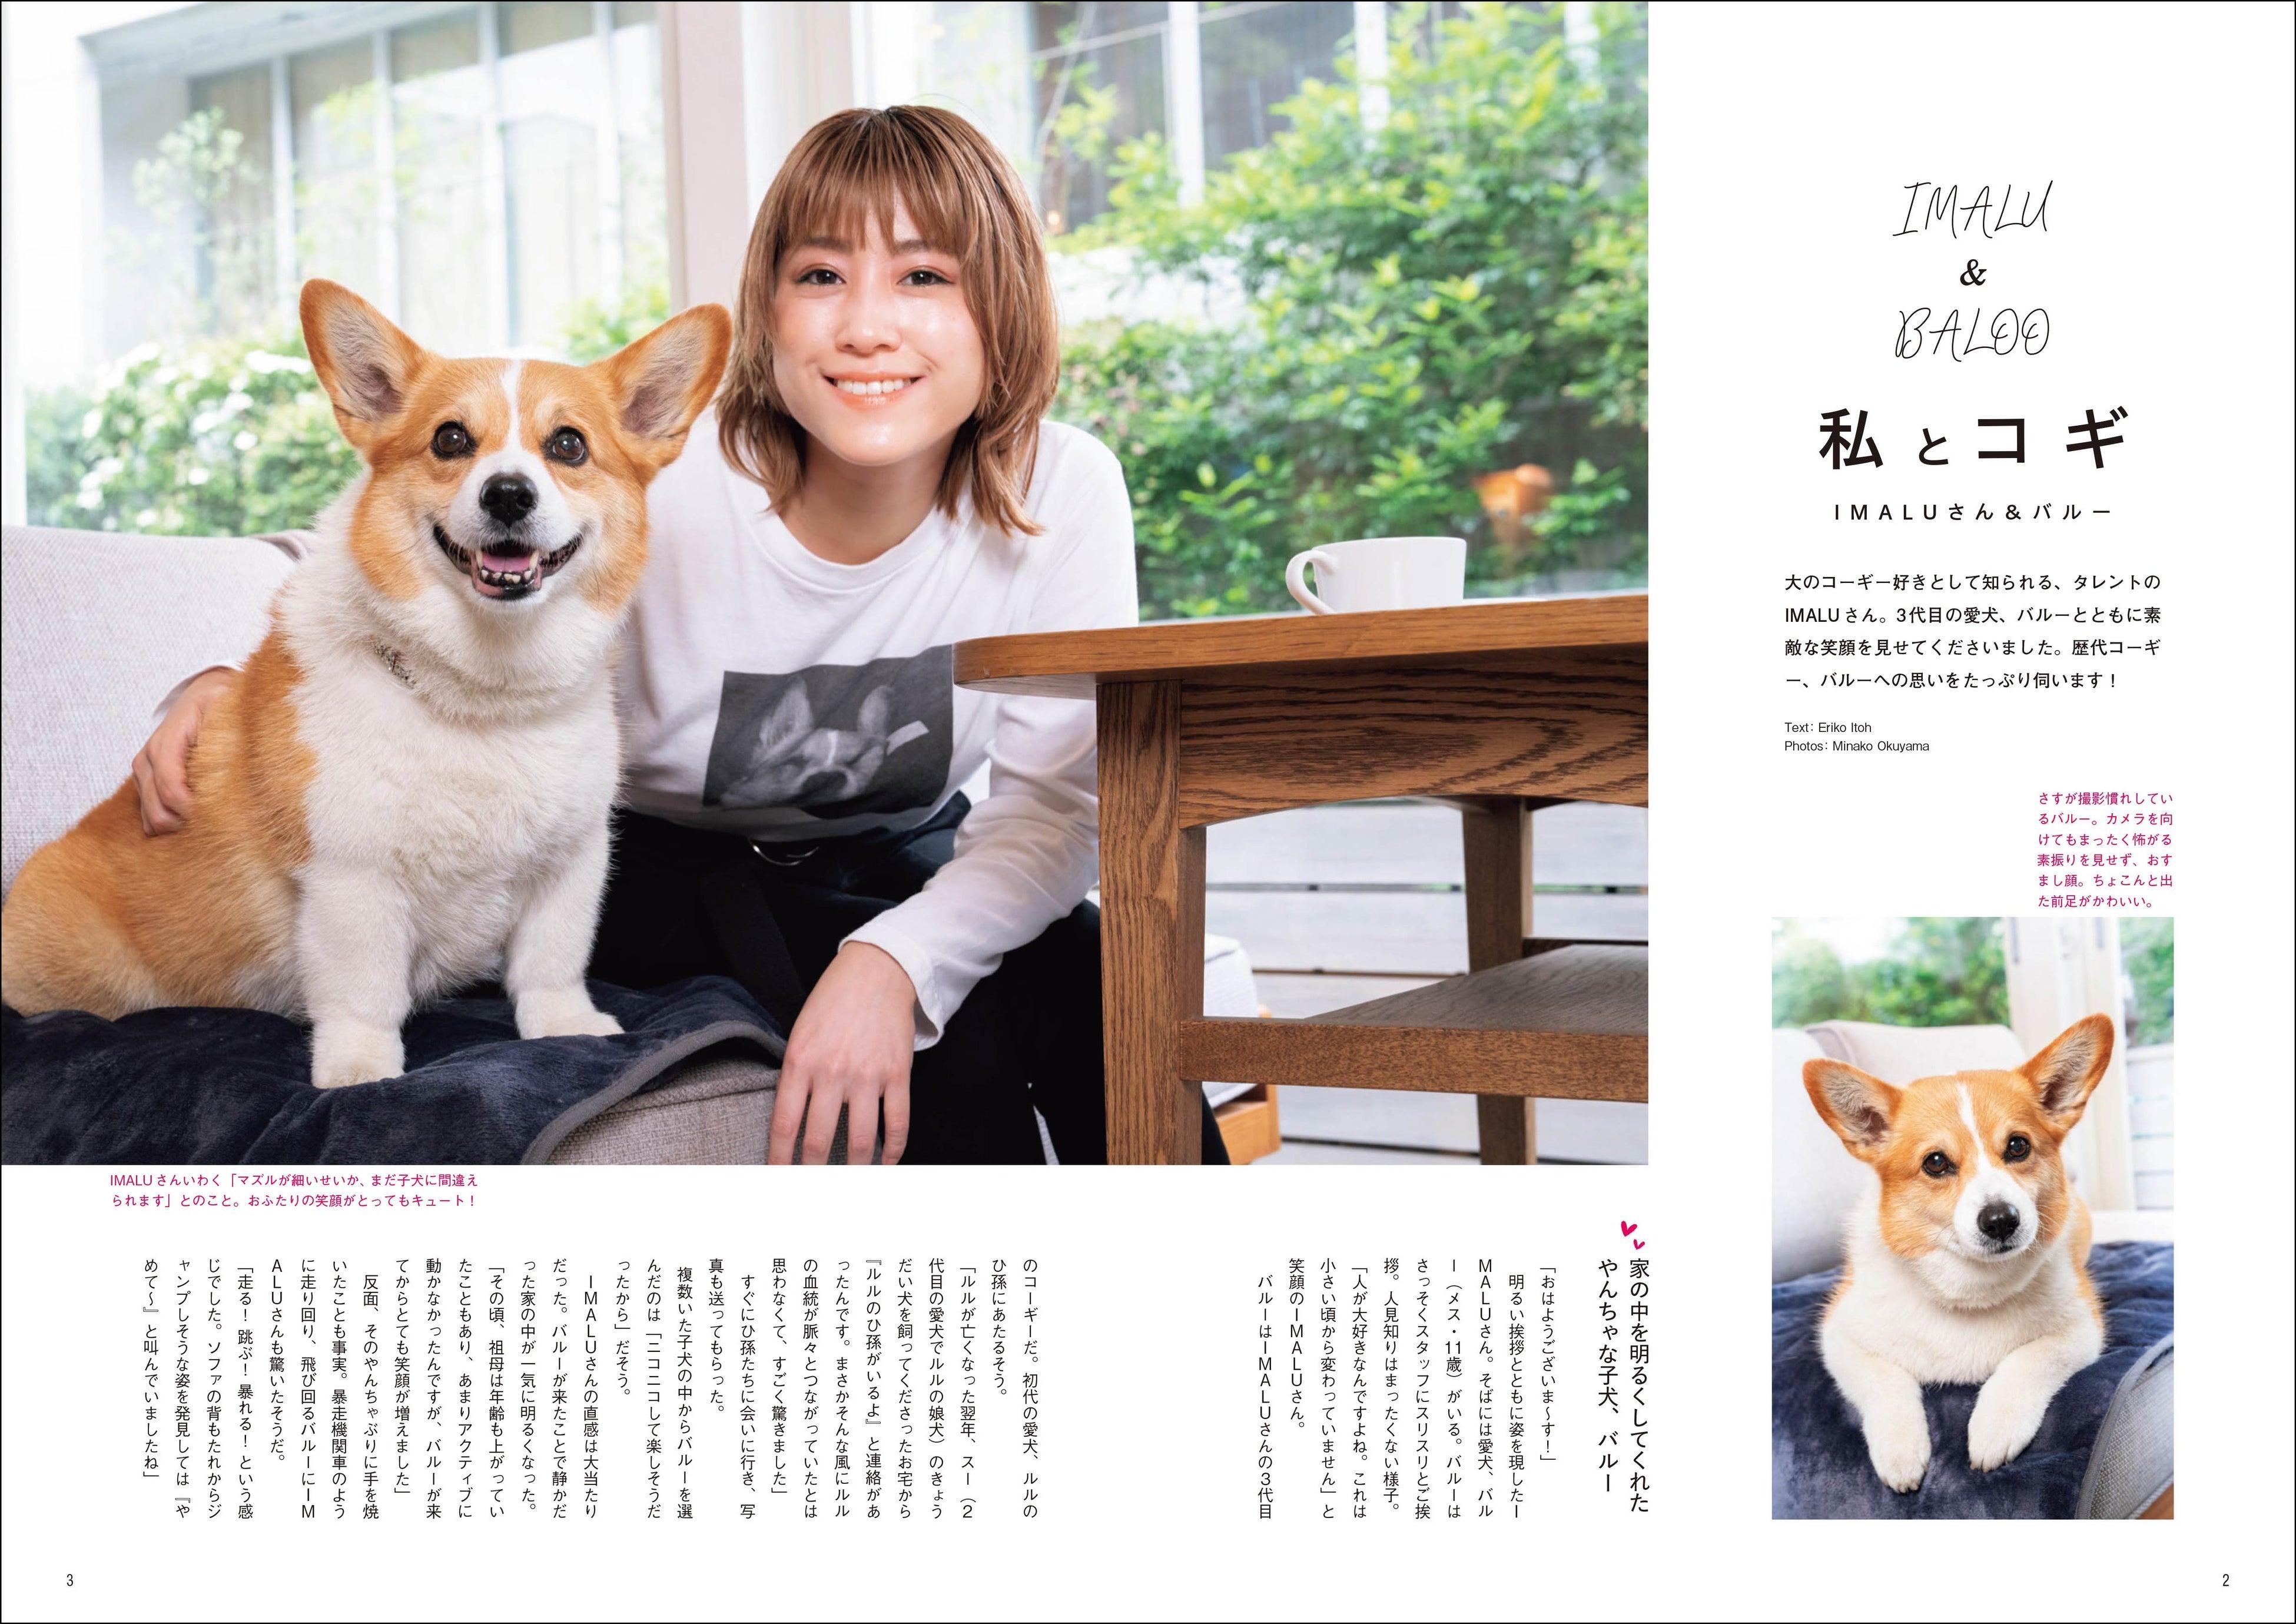 IMALU
&
BALOO
私とコギ
IMALUさん&バルー
大のコーギー好きとして知られる、タレントの
IMALUさん。3代目の愛犬、バルーとともに素
敵な笑顔を見せてくださいました。歴代コーギ
ー、バルーへの思いをたっぷり伺います！
Text: Eriko Itoh
Photos: Minako Okuyama
さすが撮影慣れしてい
るバルー。カメラを向
けてもまったく怖がる
素振りを見せず、おす
まし顔。ちょこんと出
た前足がかわいい。
家の中を明るくしてくれた
やんちゃな子犬、バルー
「おはようございま〜す！」
明るい挨拶とともに姿を現したI
MALUさん。そばには愛犬、バル
ー（メス・11歳）がいる。バルーは
さっそくスタッフにスリスリとご挨
拶。人見知りはまったくない様子。
「人が大好きなんですよね。これは
小さい頃から変わっていません」と
笑顔のIMALUさん。
バルーはIMALUさんの3代目
のコーギーだ。初代の愛犬、ルルの
ひ孫にあたるそう。
「ルルが亡くなった翌年、スー（2
代目の愛犬でルルの娘犬）のきょう
だい犬を飼ってくださったお宅から
『ルルのひ孫がいるよ』と連絡があ
ったんです。まさかそんな風にルル
の血統が脈々とつながっていたとは
思わなくて、すごく驚きました」
すぐにひ孫たちに会いに行き、写
真も送ってもらった。
複数いた子犬の中からバルーを選
んだのは「ニコニコして楽しそうだ
ったから」だそう。
IMALUさんの直感は大当たり
だった。バルーが来たことで静かだ
った家の中が一気に明るくなった。
「その頃、祖母は年齢も上がってい
たこともあり、あまりアクティブに
動かなかったんですが、バルーが来
てからとても笑顔が増えました」
反面、そのやんちゃぶりに手を焼
いたことも事実。暴走機関車のよう
に走り回り、飛び回るバルーにIM
ALUさんも驚いたそうだ。
「走る！跳ぶ！暴れる！という感
じでした。ソファの背もたれからジ
ャンプしそうな姿を発見しては『や
めて〜』と叫んでいましたね」
IMALUさんいわく「マズルが細いせいか、まだ子犬に間違え
られます」とのこと。おふたりの笑顔がとってもキュート！
3
2